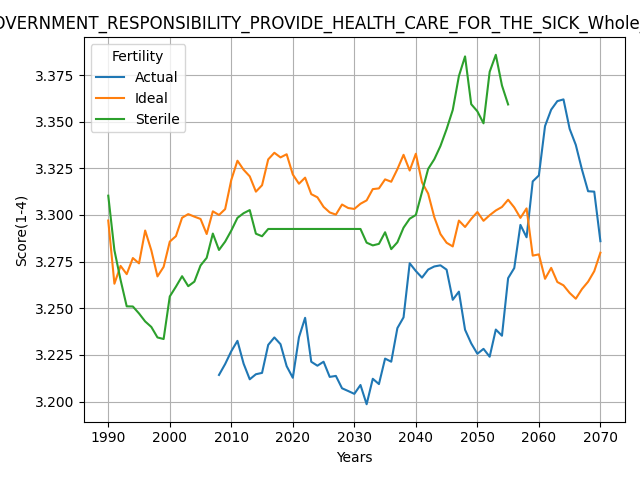 OVERNMENT_RESPONSIBILITY_PROVIDE_HEALTH_CARE_FOR_THE_SICK_Whole_
Fertility
Actual
Ideal
Sterile
Score(1-4)
3.375
3.350
3.325
3.300
3.275
3.250
3.225
3.200
1990 2000 2010 2020 2030 2040 2050 2060 2070
Years